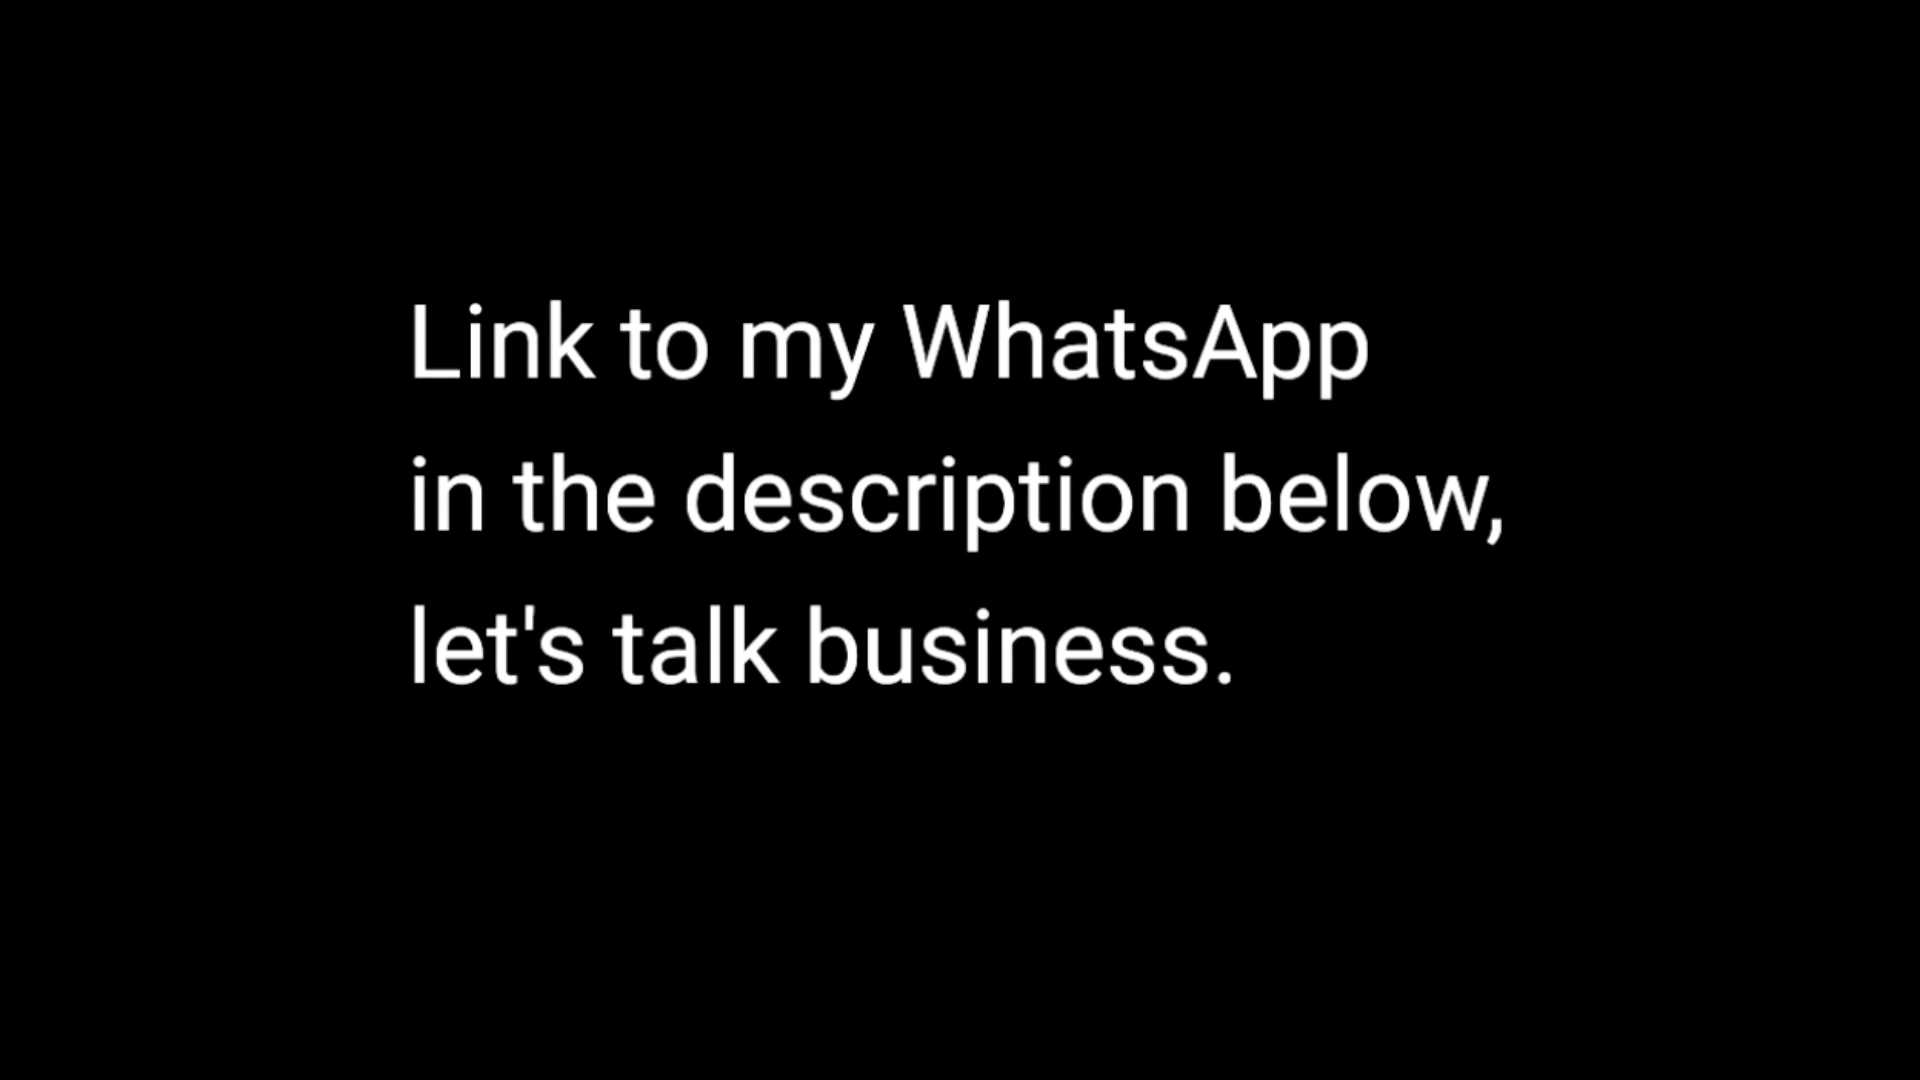 Link to my WhatsApp
in the description below,
let's talk business.